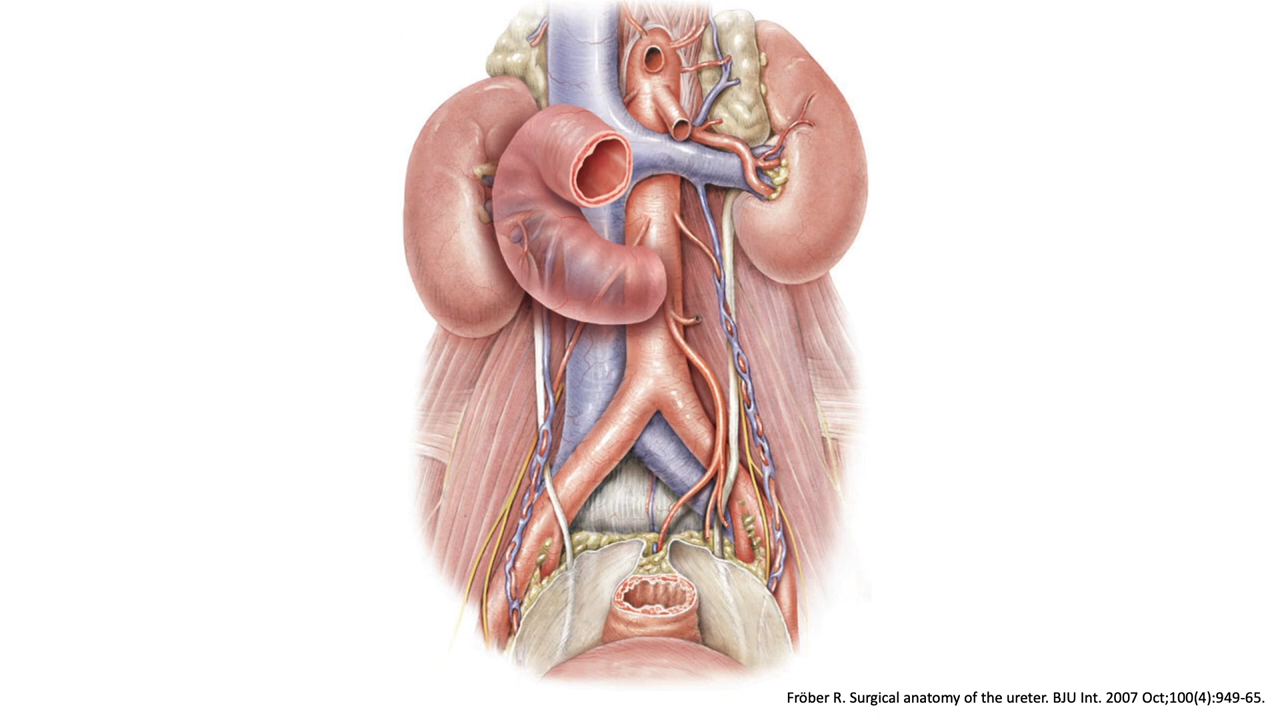 Fröber R. Surgical anatomy of the ureter. BJU Int. 2007 Oct;100(4):949-65.